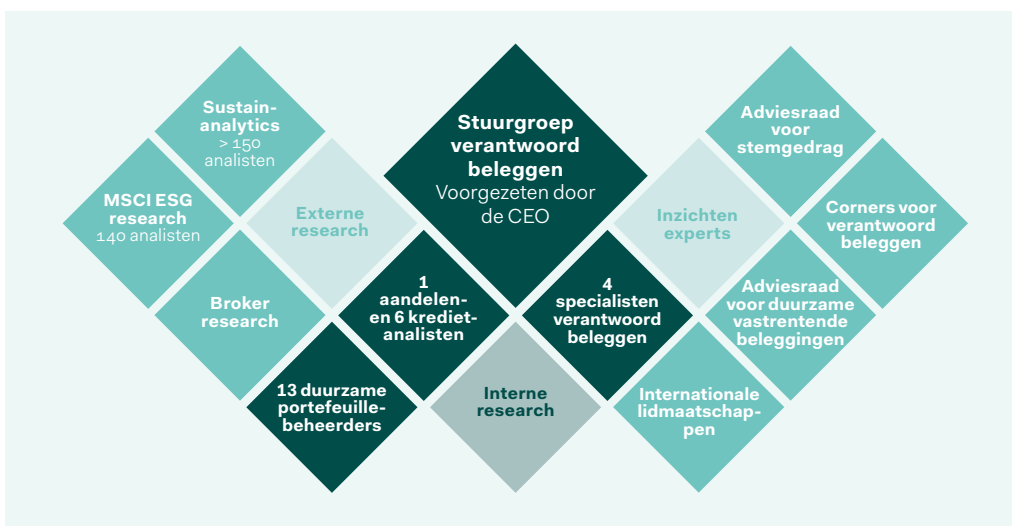 Sustain-
analytics
> 150
analisten
MSCI ESG
research
140 analisten
Externe
research
Broker
research
Stuurgroep
verantwoord
beleggen
Voorgezeten door
de CEO
1
aandelen-
en 6 krediet-
analisten
4
specialisten
verantwoord
beleggen
13 duurzame
portefeuille-
beheerders
Interne
research
Inzichten
experts
Adviesraad
voor
stemgedrag
Corners voor
verantwoord
beleggen
Adviesraad
voor duurzame
vastrentende
beleggingen
Internationale
lidmaatschap-
pen